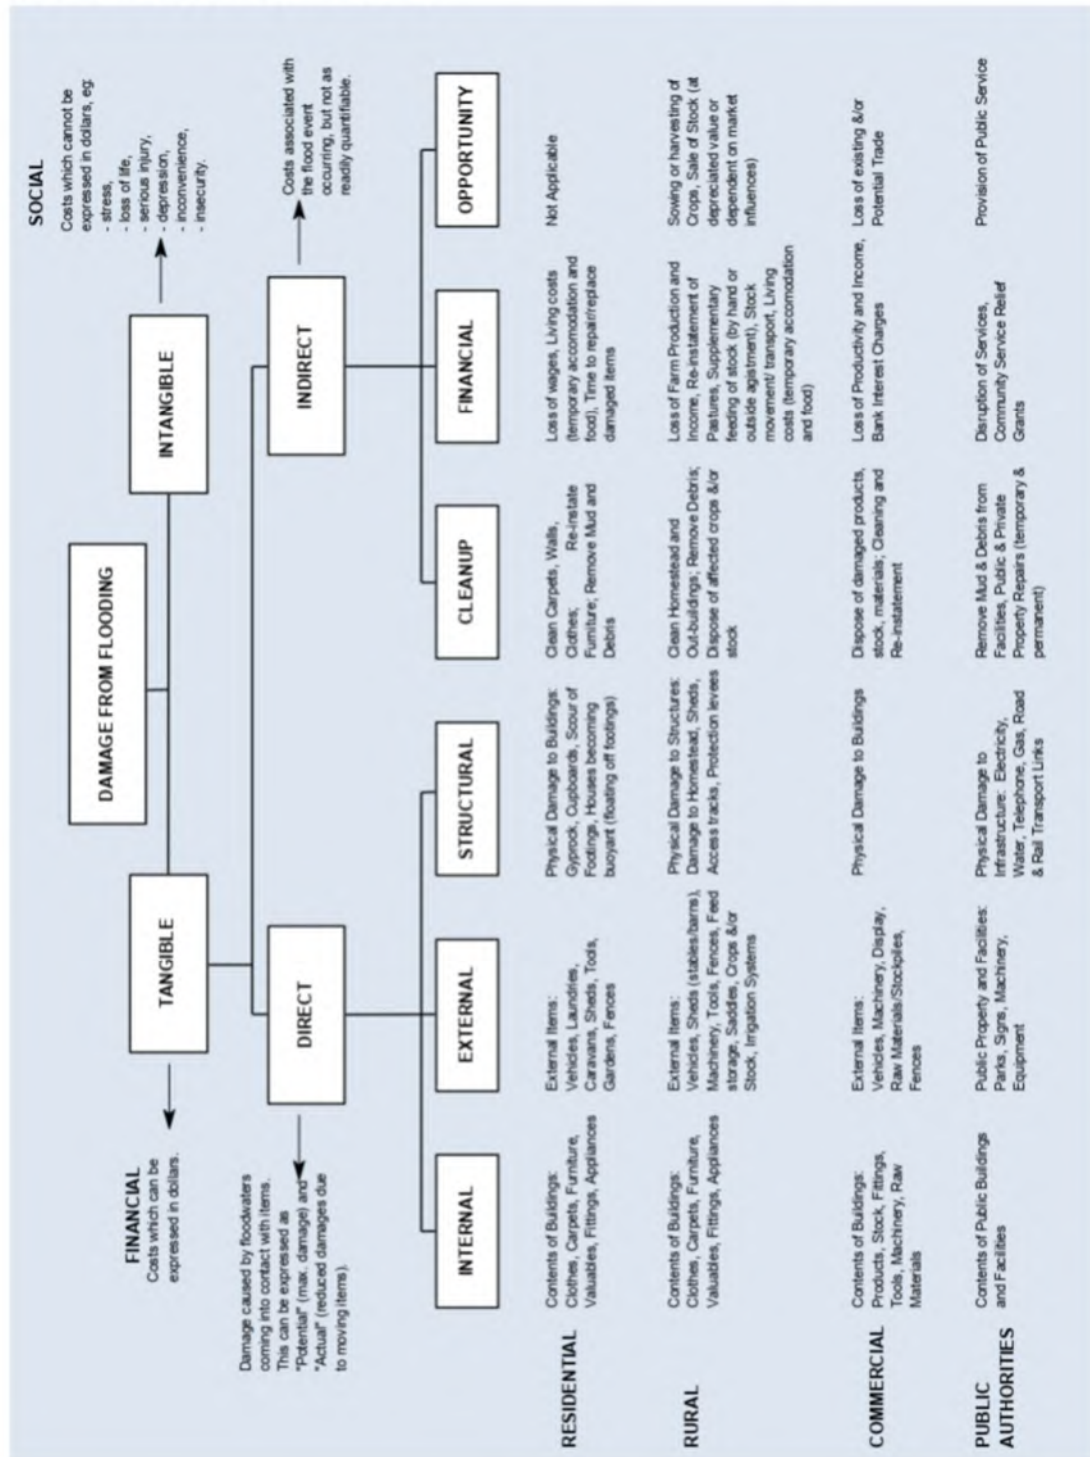 DAMAGE FROM FLOODING
FINANCIAL
Costs which can be
expressed in dollars.
TANGIBLE
INTANGIBLE
SOCIAL
Costs which cannot be
expressed in dollars, eg:
- stress,
- loss of life,
- serious injury,
- depression,
- inconvenience,
- insecurity.
Damage caused by floodwaters
coming into contact with items.
This can be expressed as
"Potential" (max. damage) and
"Actual" (reduced damages due
to moving items).
DIRECT
INDIRECT
Costs associated with
the flood event
occurring, but not as
readily quantifiable.
INTERNAL
EXTERNAL
STRUCTURAL
CLEANUP
FINANCIAL
OPPORTUNITY
RESIDENTIAL
Contents of Buildings:
Clothes, Carpets, Furniture,
Valuables, Fittings, Appliances
External Items:
Vehicles, Laundries,
Caravans, Sheds, Tools,
Gardens, Fences
Physical Damage to Buildings:
Gyprock, Cupboards, Scour of
Footings, Houses becoming
buoyant (floating off footings)
Clean Carpets, Walls,
Clothes; Re-instate
Furniture; Remove Mud and
Debris
Loss of wages, Living costs
(temporary accomodation and
food), Time to repair/replace
damaged items
Not Applicable
RURAL
Contents of Buildings:
Clothes, Carpets, Furniture,
Valuables, Fittings, Appliances
External Items:
Vehicles, Sheds (stables/barns),
Machinery, Tools, Fences, Feed
storage, Saddles, Crops &/or
Stock, Irrigation Systems
Physical Damage to Structures:
Damage to Homestead, Sheds,
Access tracks, Protection levees
Clean Homestead and
Out-buildings; Remove Debris;
Dispose of affected crops &/or
stock
Loss of Farm Production and
Income, Re-instatement of
Pastures, Supplementary
feeding of stock (by hand or
outside agistment), Stock
movement/ transport, Living
costs (temporary accomodation
and food)
Sowing or harvesting of
Crops, Sale of Stock (at
depreciated value or
dependent on market
influences)
COMMERCIAL
Contents of Buildings:
Products, Stock, Fittings,
Tools, Machinery, Raw
Materials
External Items:
Vehicles, Machinery, Display,
Raw Materials/Stockpiles,
Fences
Physical Damage to Buildings
Dispose of damaged products,
stock, materials; Cleaning and
Re-instatement
Loss of Productivity and Income,
Bank Interest Charges
Loss of existing &/or
Potential Trade
PUBLIC
AUTHORITIES
Contents of Public Buildings
and Facilities
Public Property and Facilities:
Parks, Signs, Machinery,
Equipment
Physical Damage to
Infrastructure: Electricity,
Water, Telephone, Gas, Road
& Rail Transport Links
Remove Mud & Debris from
Facilities, Public & Private
Property Repairs (temporary &
permanent)
Disruption of Services,
Community Service Relief
Grants
Provision of Public Service